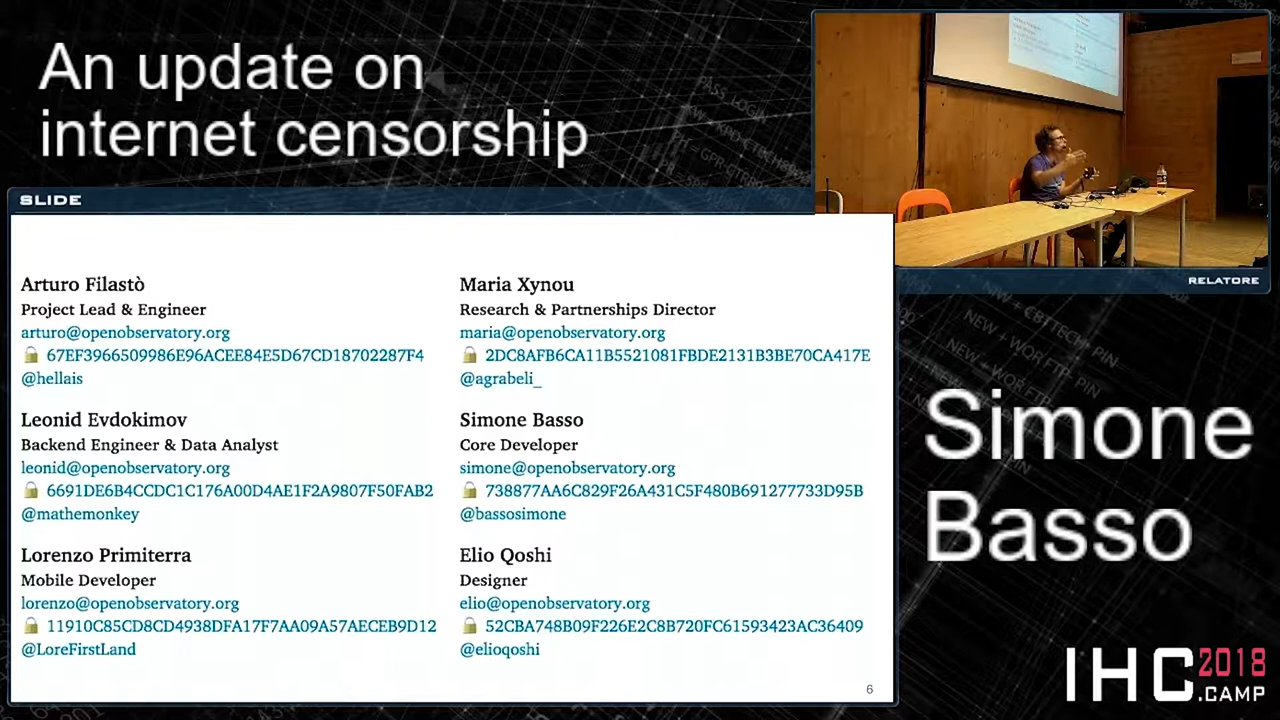 An update on
internet censorship
SLIDE
Arturo Filastò
Project Lead & Engineer
arturo@openobservatory.org
67EF3966509986E96ACEE84E5D67CD18702287F4
@hellais
Leonid Evdokimov
Backend Engineer & Data Analyst
leonid@openobservatory.org
6691DE6B4CCDC1C176A00D4AE1F2A9807F50FAB2
@mathemonkey
Lorenzo Primiterra
Mobile Developer
lorenzo@openobservatory.org
11910C85CD8CD4938DFA17F7AA09A57AECEB9D12
@LoreFirstLand
Maria Xynou
Research & Partnerships Director
maria@openobservatory.org
2DC8AFB6CA11B5521081FBDE2131B3BE70CA417E
@agrabeli_
Simone Basso
Core Developer
simone@openobservatory.org
738877AA6C829F26A431C5F480B691277733D95B
@bassosimone
Elio Qoshi
Designer
elio@openobservatory.org
52CBA748B09F226E2C8B720FC61593423AC36409
@elioqoshi
6
RELATORE
Simone
Basso
IHC 2018
.CAMP